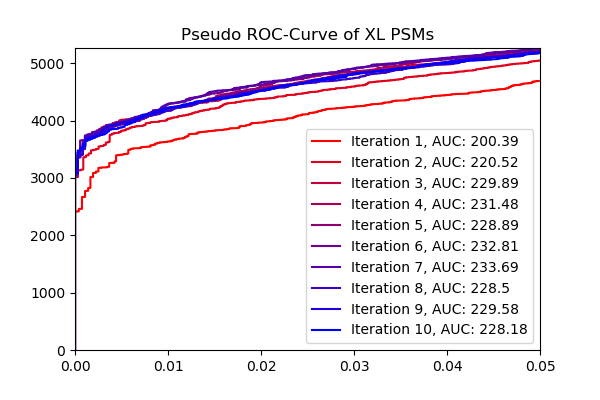 Pseudo ROC-Curve of XL PSMs
5000
4000
3000
2000
1000
0
Iteration 1, AUC: 200.39
Iteration 2, AUC: 220.52
Iteration 3, AUC: 229.89
Iteration 4, AUC: 231.48
Iteration 5, AUC: 228.89
Iteration 6, AUC: 232.81
Iteration 7, AUC: 233.69
Iteration 8, AUC: 228.5
Iteration 9, AUC: 229.58
Iteration 10, AUC: 228.18
0.00 0.01 0.02 0.03 0.04 0.05